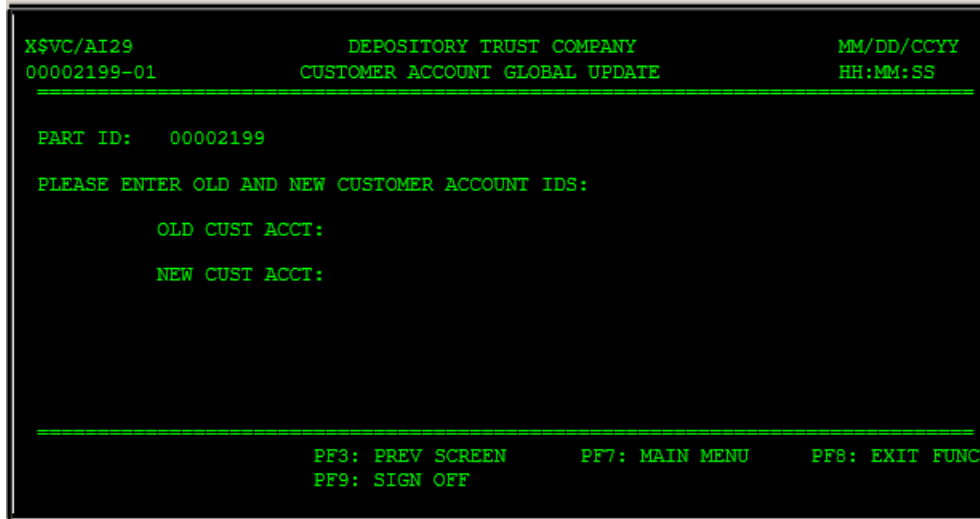 X$VC/AI29 DEPOSITORY TRUST COMPANY MM/DD/CCYY
00002199-01 CUSTOMER ACCOUNT GLOBAL UPDATE HH:MM:SS
PART ID: 00002199
PLEASE ENTER OLD AND NEW CUSTOMER ACCOUNT IDS:
OLD CUST ACCT:
NEW CUST ACCT:
PF3: PREV SCREEN PF7: MAIN MENU PF8: EXIT FUNC
PF9: SIGN OFF